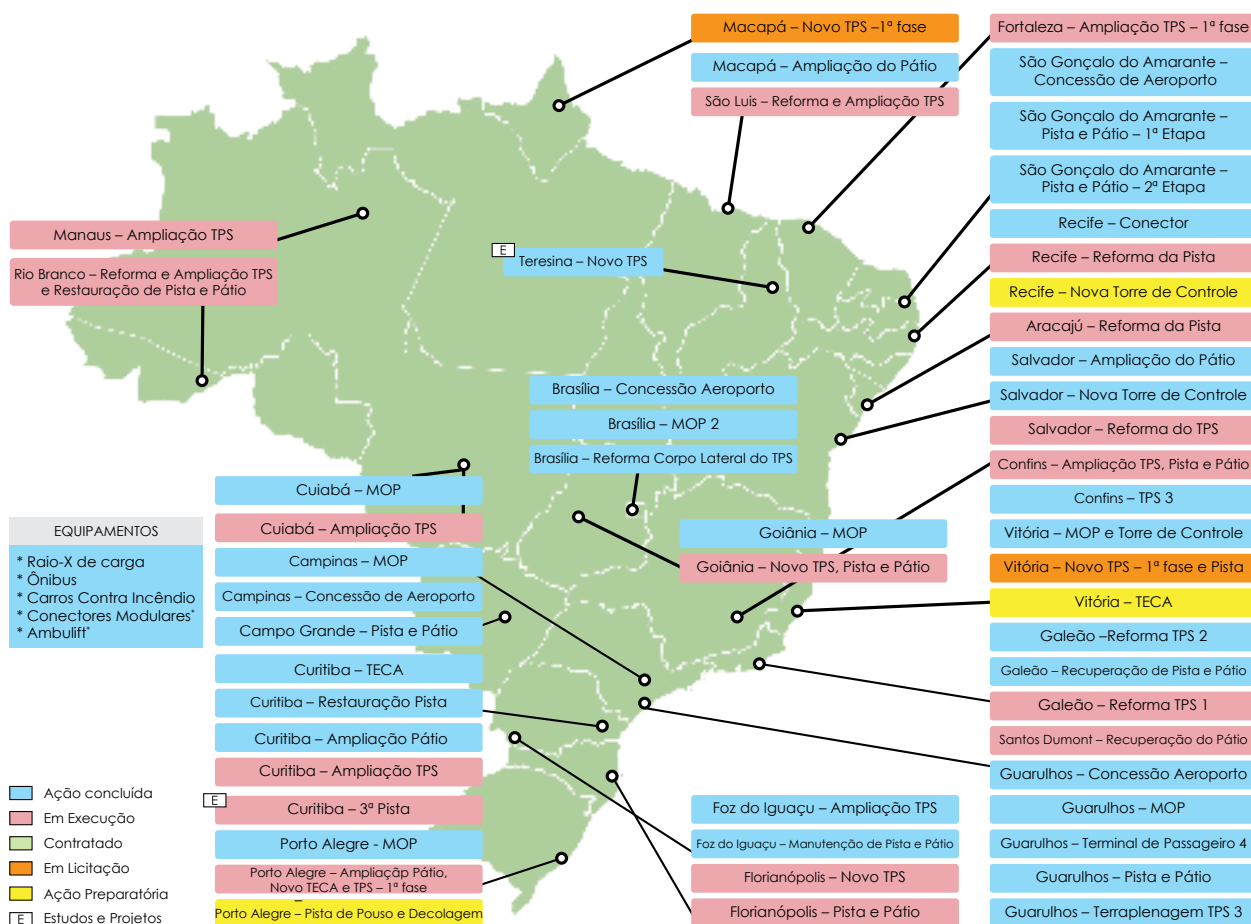 Macapá – Novo TPS –1ª fase
Macapá – Ampliação do Pátio
São Luis – Reforma e Ampliação TPS
Fortaleza – Ampliação TPS – 1ª fase
São Gonçalo do Amarante –
Concessão de Aeroporto
São Gonçalo do Amarante –
Pista e Pátio – 1ª Etapa
São Gonçalo do Amarante –
Pista e Pátio – 2ª Etapa
Recife – Conector
Recife – Reforma da Pista
Recife – Nova Torre de Controle
Aracajú – Reforma da Pista
Salvador – Ampliação do Pátio
Salvador – Nova Torre de Controle
Salvador – Reforma do TPS
Confins – Ampliação TPS, Pista e Pátio
Confins – TPS 3
Vitória – MOP e Torre de Controle
Vitória – Novo TPS – 1ª fase e Pista
Vitória – TECA
Galeão –Reforma TPS 2
Galeão – Recuperação de Pista e Pátio
Galeão – Reforma TPS 1
Santos Dumont – Recuperação do Pátio
Guarulhos – Concessão Aeroporto
Guarulhos – MOP
Guarulhos – Terminal de Passageiro 4
Guarulhos – Pista e Pátio
Guarulhos – Terraplenagem TPS 3
Manaus – Ampliação TPS
Rio Branco – Reforma e Ampliação TPS
e Restauração de Pista e Pátio
E
Teresina – Novo TPS
Brasília – Concessão Aeroporto
Brasília – MOP 2
Brasília – Reforma Corpo Lateral do TPS
Goiânia – MOP
Goiânia – Novo TPS, Pista e Pátio
Cuiabá – MOP
Cuiabá – Ampliação TPS
Campinas – MOP
Campinas – Concessão de Aeroporto
Campo Grande – Pista e Pátio
Curitiba – TECA
Curitiba – Restauração Pista
Curitiba – Ampliação Pátio
Curitiba – Ampliação TPS
E
Curitiba – 3ª Pista
Porto Alegre - MOP
Porto Alegre – Ampliaçãp Pátio,
Novo TECA e TPS – 1ª fase
Porto Alegre – Pista de Pouso e Decolagem
Foz do Iguaçu – Ampliação TPS
Foz do Iguaçu – Manutenção de Pista e Pátio
Florianópolis – Novo TPS
Florianópolis – Pista e Pátio
EQUIPAMENTOS
* Raio-X de carga
* Ônibus
* Carros Contra Incêndio
* Conectores Modulares*
* Ambulift*
Ação concluída
Em Execução
Contratado
Em Licitação
Ação Preparatória
E Estudos e Projetos